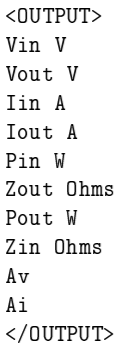 <OUTPUT>
Vin V
Vout V
Iin A
Iout A
Pin W
Zout Ohms
Pout W
Zin Ohms
Av
Ai
</OUTPUT>